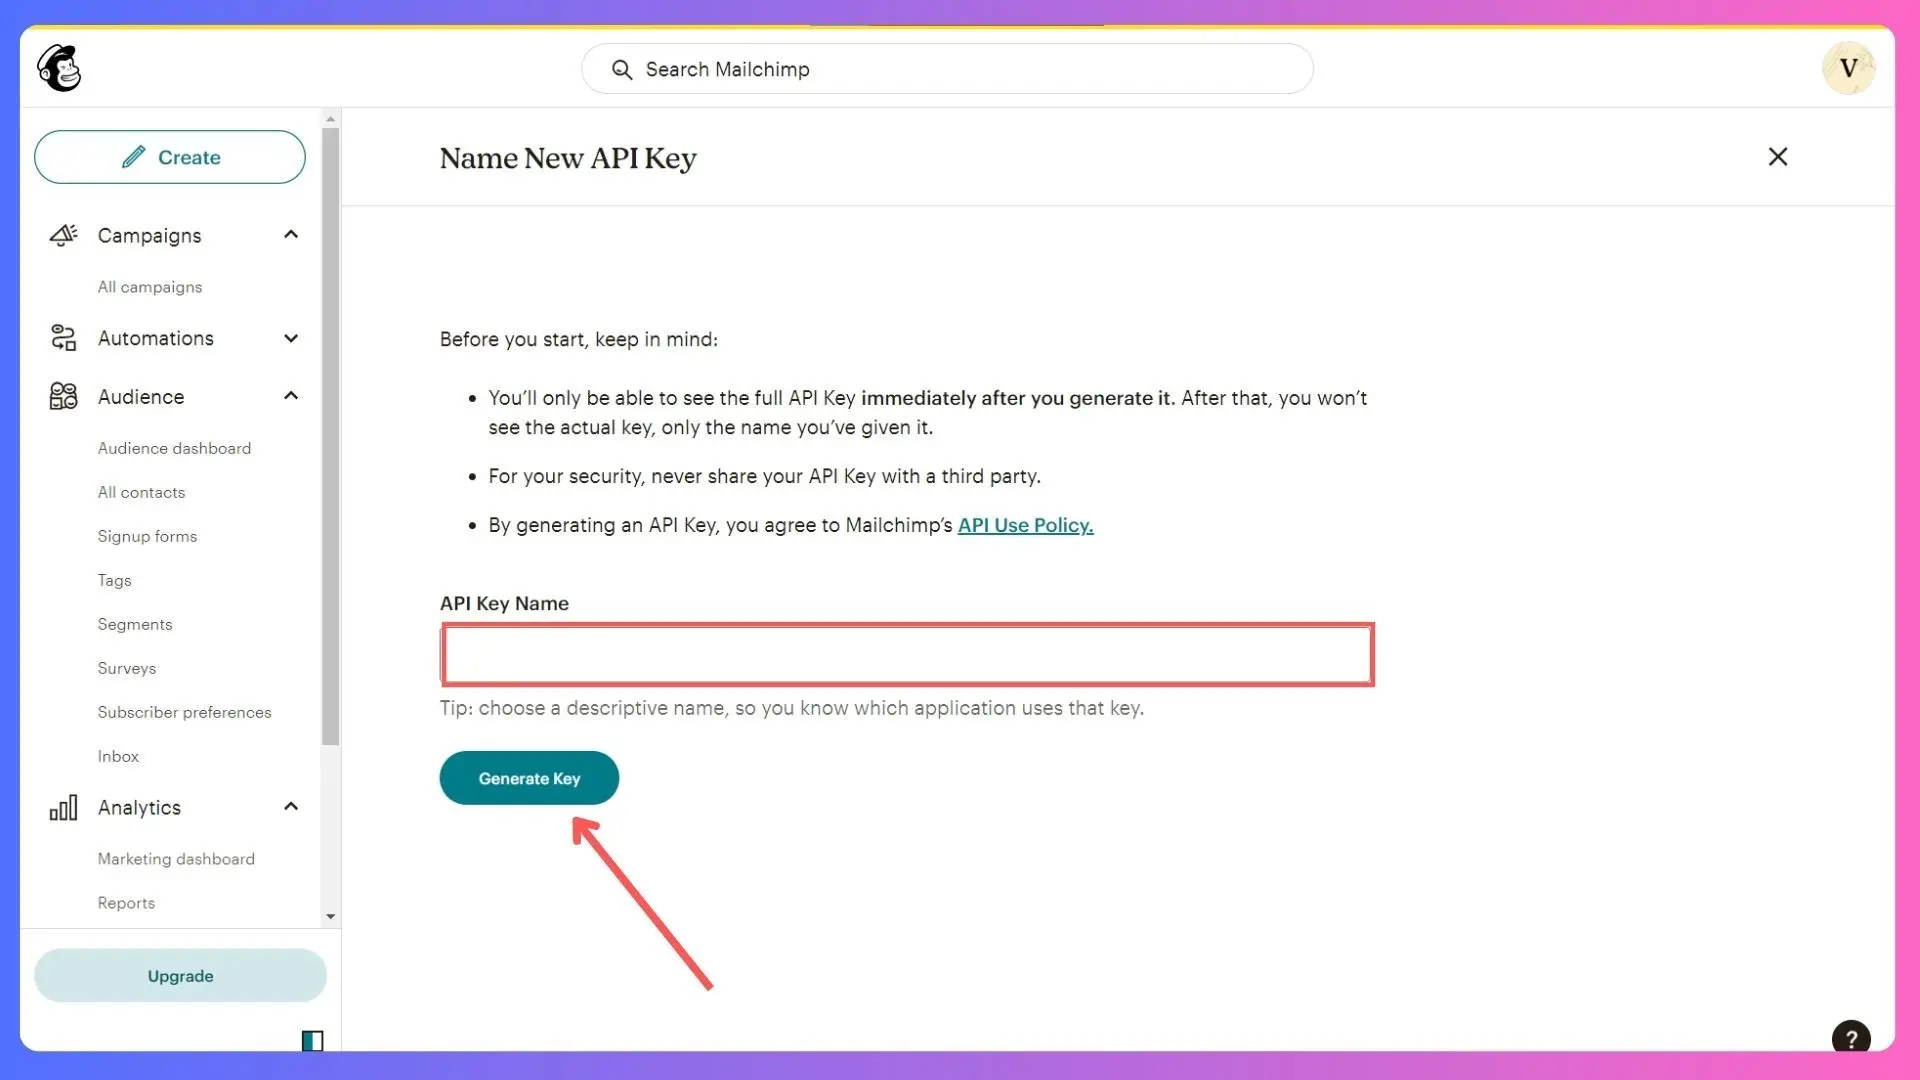 Search Mailchimp
V
Create
Name New API Key
Campaigns
All campaigns
Automations
Audience
Audience dashboard
All contacts
Signup forms
Tags
Segments
Surveys
Subscriber preferences
Inbox
Analytics
Marketing dashboard
Reports
Upgrade
Before you start, keep in mind:
• You’ll only be able to see the full API Key immediately after you generate it. After that, you won’t
see the actual key, only the name you’ve given it.
• For your security, never share your API Key with a third party.
• By generating an API Key, you agree to Mailchimp’s API Use Policy.
API Key Name
Tip: choose a descriptive name, so you know which application uses that key.
Generate Key
?